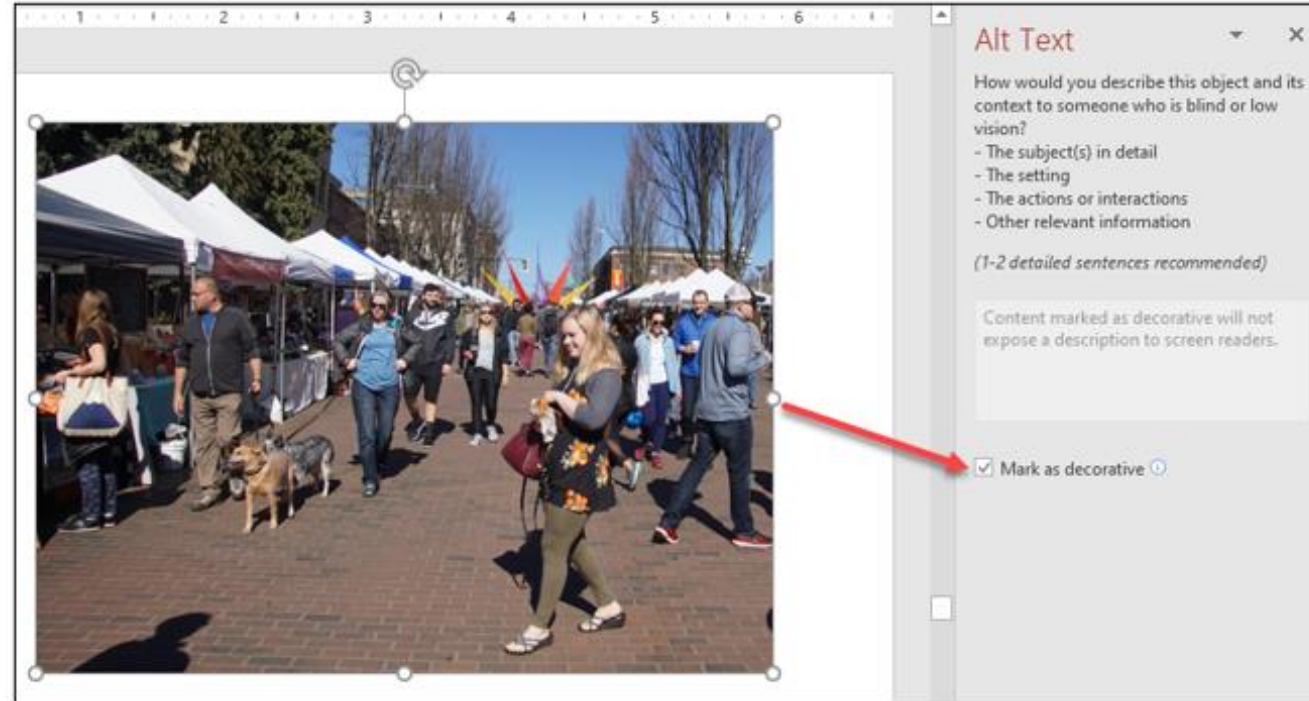 1 2 3 4 5 6
Alt Text
How would you describe this object and its
context to someone who is blind or low
vision?
- The subject(s) in detail
- The setting
- The actions or interactions
- Other relevant information
(1-2 detailed sentences recommended)
Content marked as decorative will not
expose a description to screen readers.
Mark as decorative